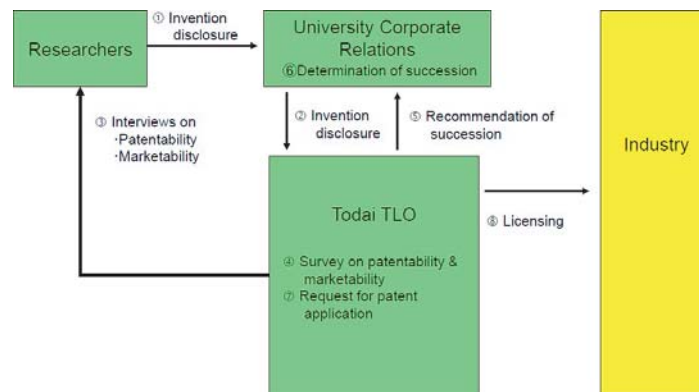 ① Invention
disclosure
Researchers
University Corporate
Relations
⑥Determination of succession
③ Interviews on
·Patentability
·Marketability
② Invention
disclosure
⑤ Recommendation of
succession
Industry
Todai TLO
⑧ Licensing
④ Survey on patentability &
marketability
⑦ Request for patent
application